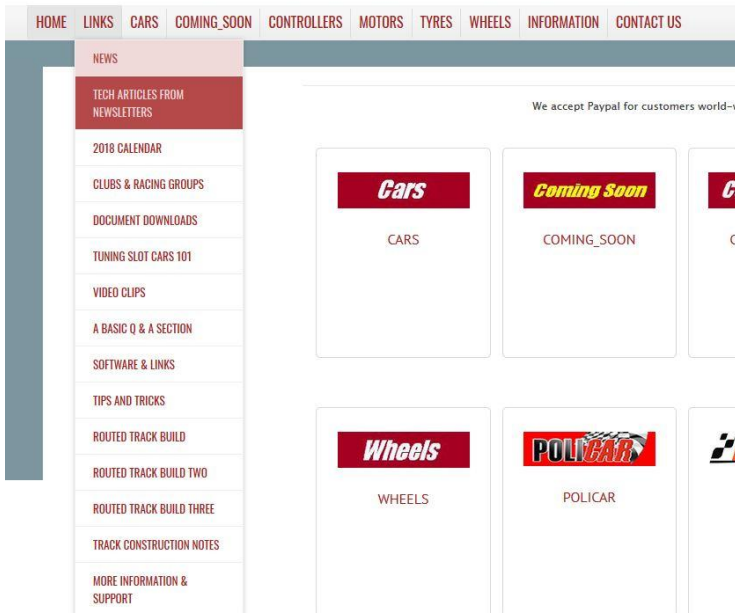 HOME LINKS CARS COMING_SOON CONTROLLERS MOTORS TYRES WHEELS INFORMATION CONTACT US
NEWS
TECH ARTICLES FROM
NEWSLETTERS
2018 CALENDAR
CLUBS & RACING GROUPS
DOCUMENT DOWNLOADS
TUNING SLOT CARS 101
VIDEO CLIPS
A BASIC Q & A SECTION
SOFTWARE & LINKS
TIPS AND TRICKS
ROUTED TRACK BUILD
ROUTED TRACK BUILD TWO
ROUTED TRACK BUILD THREE
TRACK CONSTRUCTION NOTES
MORE INFORMATION &
SUPPORT
We accept Paypal for customers world-
Cars
Coming Soon
CARS
COMING_SOON
Wheels
POLICAR
WHEELS
POLICAR